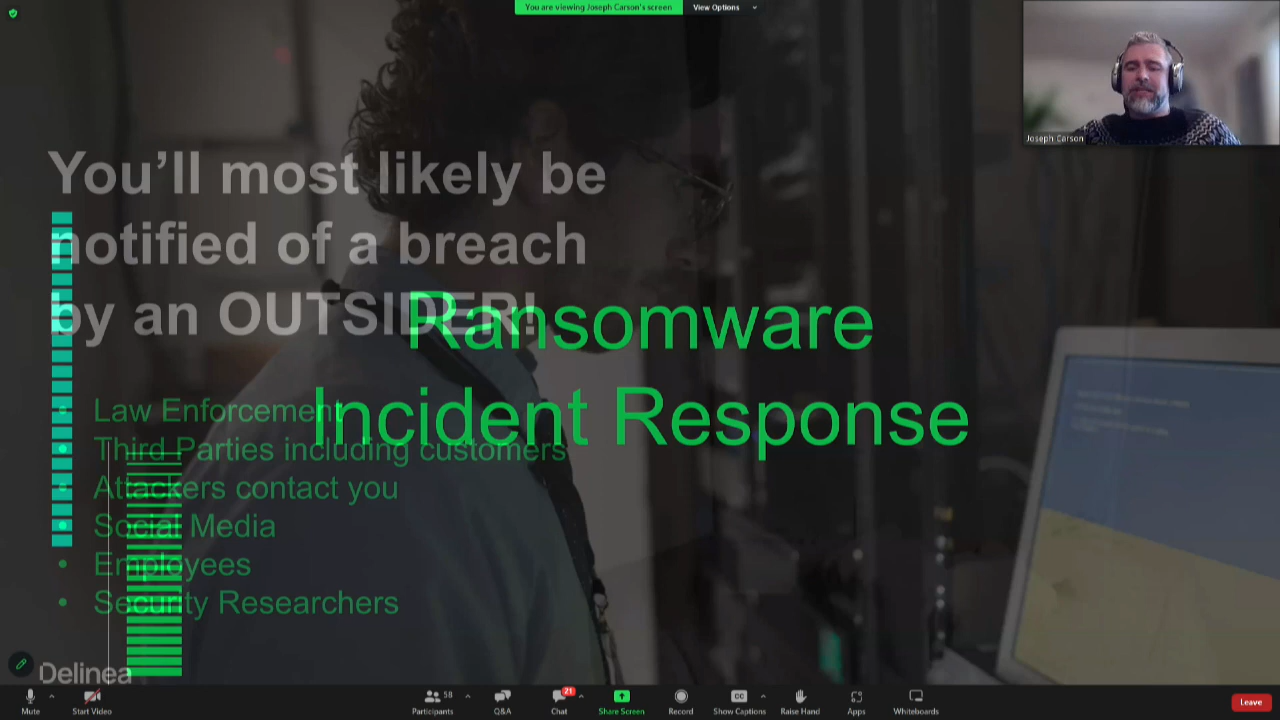 You are viewing Joseph Carson's screen
View Options
Joseph Carson
You'll most likely be
notified of a breach
by an OUTSIDER!
Ransomware
Incident Response
• Law Enforcement
• Third Parties including customers
• Attackers contact you
• Social Media
• Employees
• Security Researchers
Delinea
Mute
Start Video
58
Participants
Q&A
21
Chat
Share Screen
Record
CC
Show Captions
Raise Hand
Apps
Whiteboards
Leave